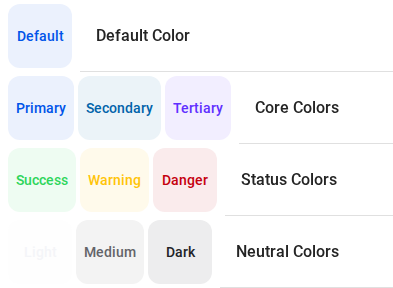 Default Default Color
Primary Secondary Tertiary Core Colors
Success Warning Danger Status Colors
Light Medium Dark Neutral Colors